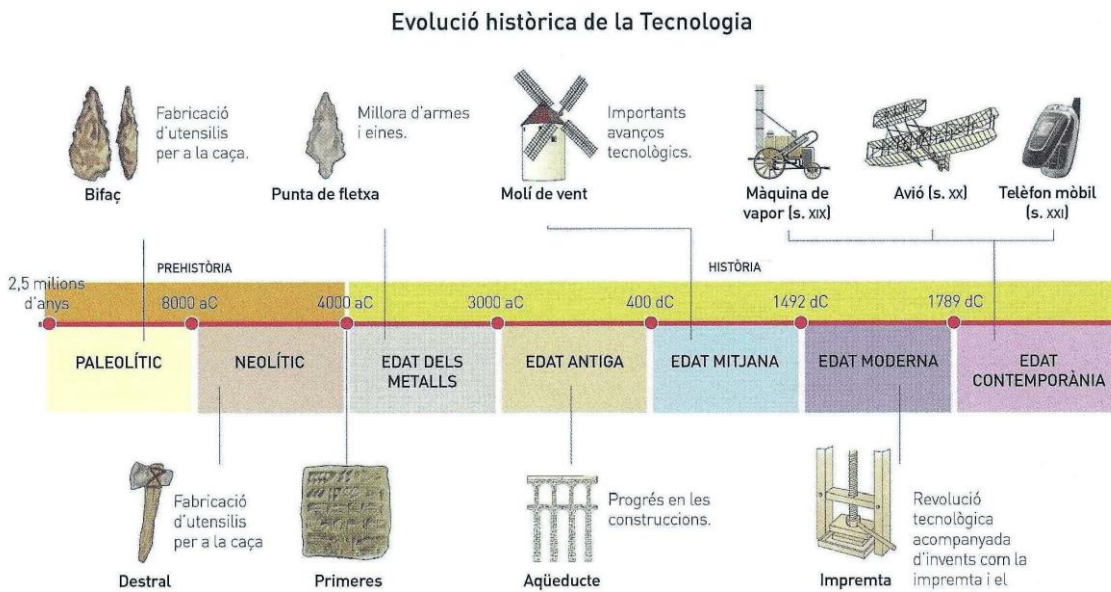 Evolució històrica de la Tecnologia
Fabricació
d'utensilis
per a la caça.
Bifaç
Millora d'armes
i eines.
Punta de fletxa
Importants
avanços
tecnològics.
Molí de vent
Màquina de
vapor (s. XIX)
Avió (s. XX)
Telèfon mòbil
(s. XXI)
PREHISTÒRIA
HISTÒRIA
2,5 milions
d'anys
8000 aC
4000 aC
3000 aC
400 dC
1492 dC
1789 dC
PALEOLÍTIC
NEOLÍTIC
EDAT DELS
METALLS
EDAT ANTIGA
EDAT MITJANA
EDAT MODERNA
EDAT
CONTEMPORÀNIA
Fabricació
d'utensilis
per a la caça
Destral
Primeres
Progrés en les
construccions.
Aqüeducte
Impremta
Revolució
tecnològica
acompanyada
d'invents com la
impremta i el